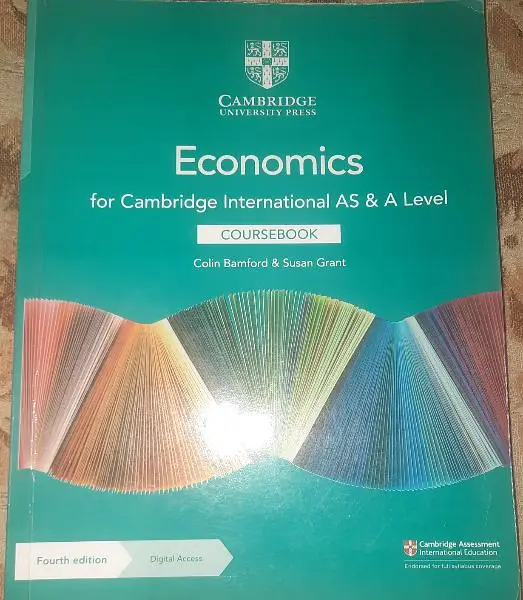 CAMBRIDGE
UNIVERSITY PRESS
Economics
for Cambridge International AS & A Level
COURSEBOOK
Colin Bamford & Susan Grant
Fourth edition
Digital Access
Cambridge Assessment
International Education
Endorsed for full syllabus coverage